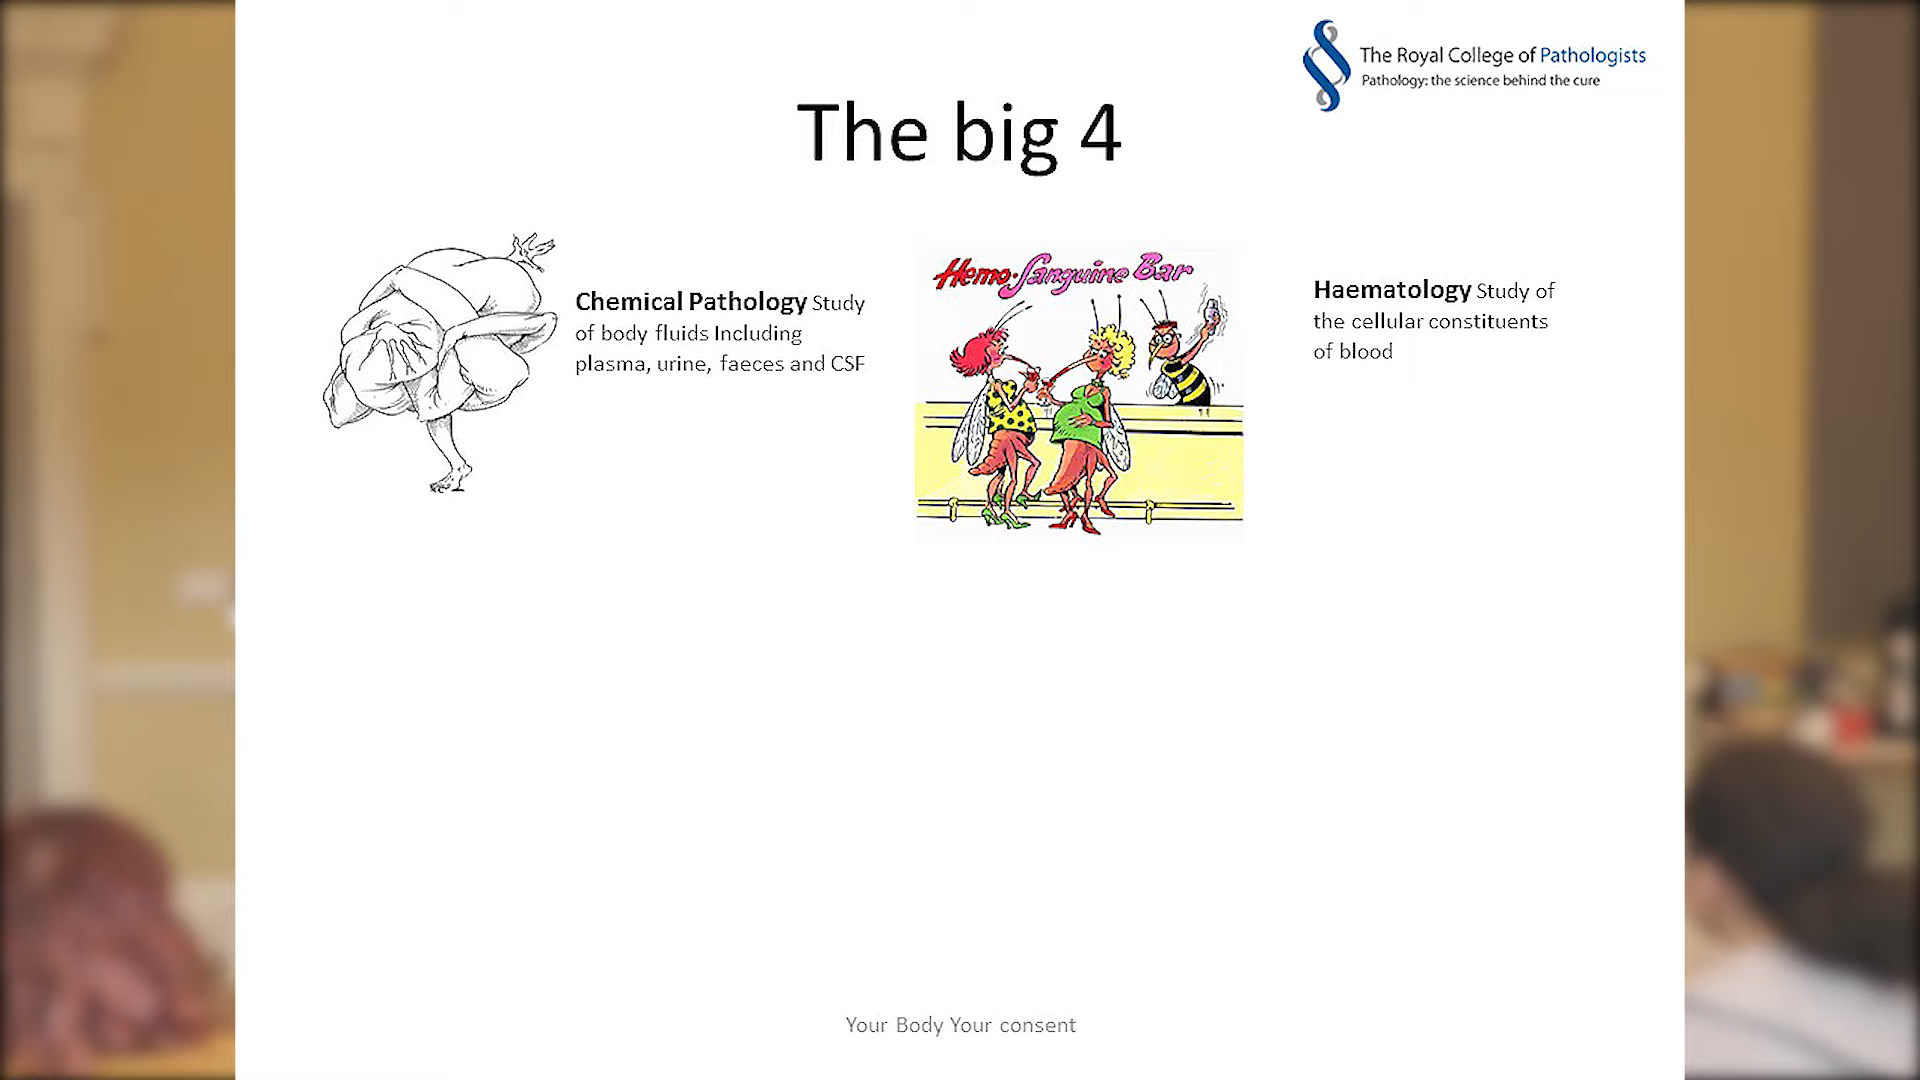 The Royal College of Pathologists
Pathology: the science behind the cure
The big 4
Chemical Pathology Study
of body fluids Including
plasma, urine, faeces and CSF
Hemo-Sanguine Bar
Haematology Study of
the cellular constituents
of blood
Your Body Your consent